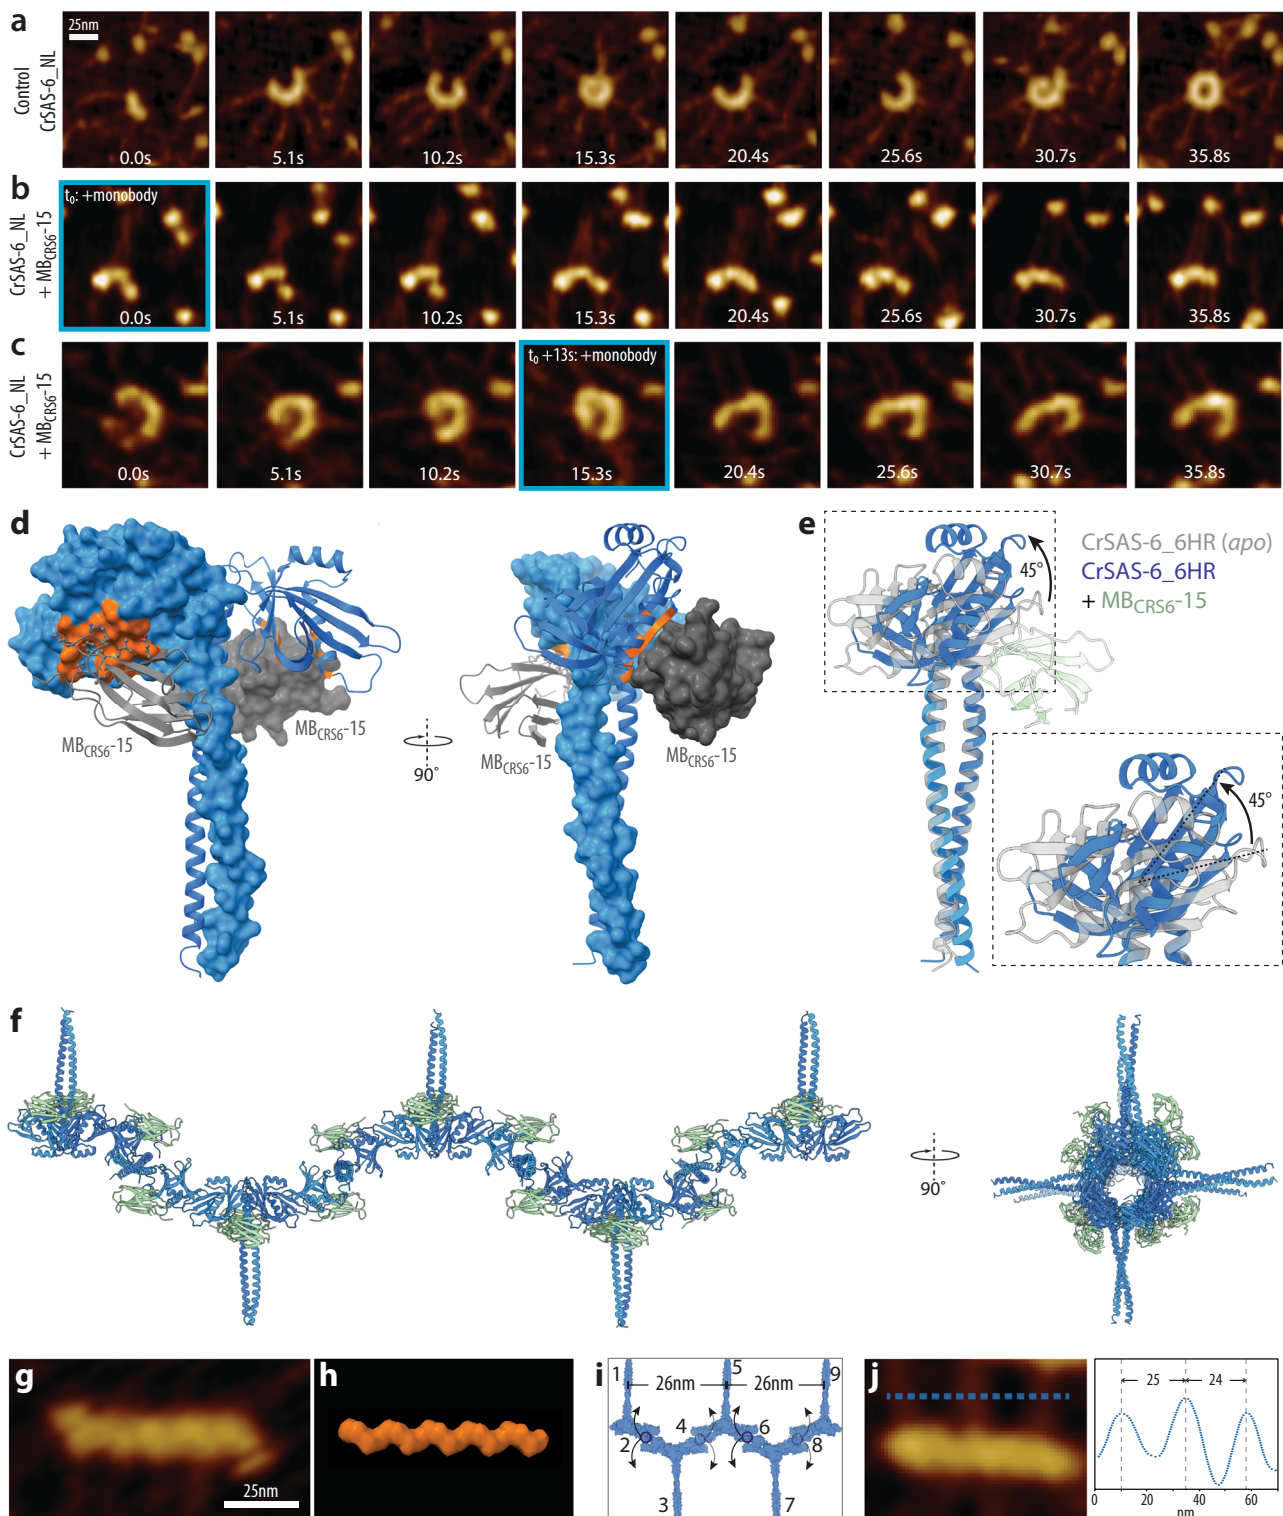 a
25nm
Control
CrSAS-6_NL
0.0s
5.1s
10.2s
15.3s
20.4s
25.6s
30.7s
35.8s
b
CrSAS-6_NL
+ MBCRS6-15
t0: +monobody
0.0s
5.1s
10.2s
15.3s
20.4s
25.6s
30.7s
35.8s
c
CrSAS-6_NL
+ MBCRS6-15
t0 +13s: +monobody
0.0s
5.1s
10.2s
15.3s
20.4s
25.6s
30.7s
35.8s
d
MBCRS6-15
MBCRS6-15
90°
MBCRS6-15
MBCRS6-15
e
45°
CrSAS-6_6HR (apo)
CrSAS-6_6HR
+ MBCRS6-15
45°
f
90°
g
25nm
h
i
1
5
9
26nm
26nm
2
4
6
8
3
7
j
25
24
0
20
40
60
nm